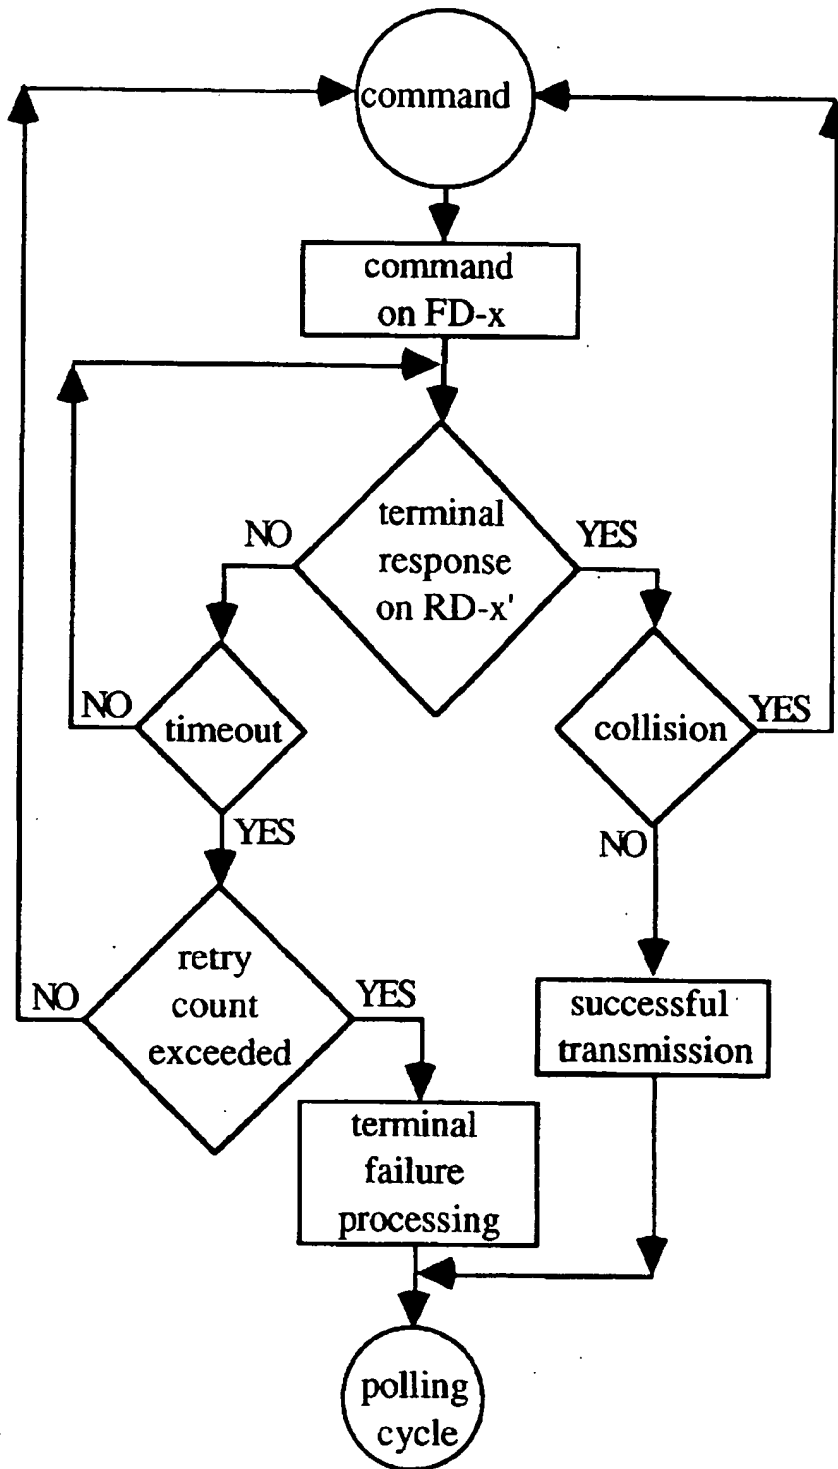 command
command
on FD-x
terminal
response
on RD-x'
NO
YES
timeout
NO
YES
collision
YES
NO
retry
count
exceeded
NO
YES
successful
transmission
terminal
failure
processing
polling
cycle